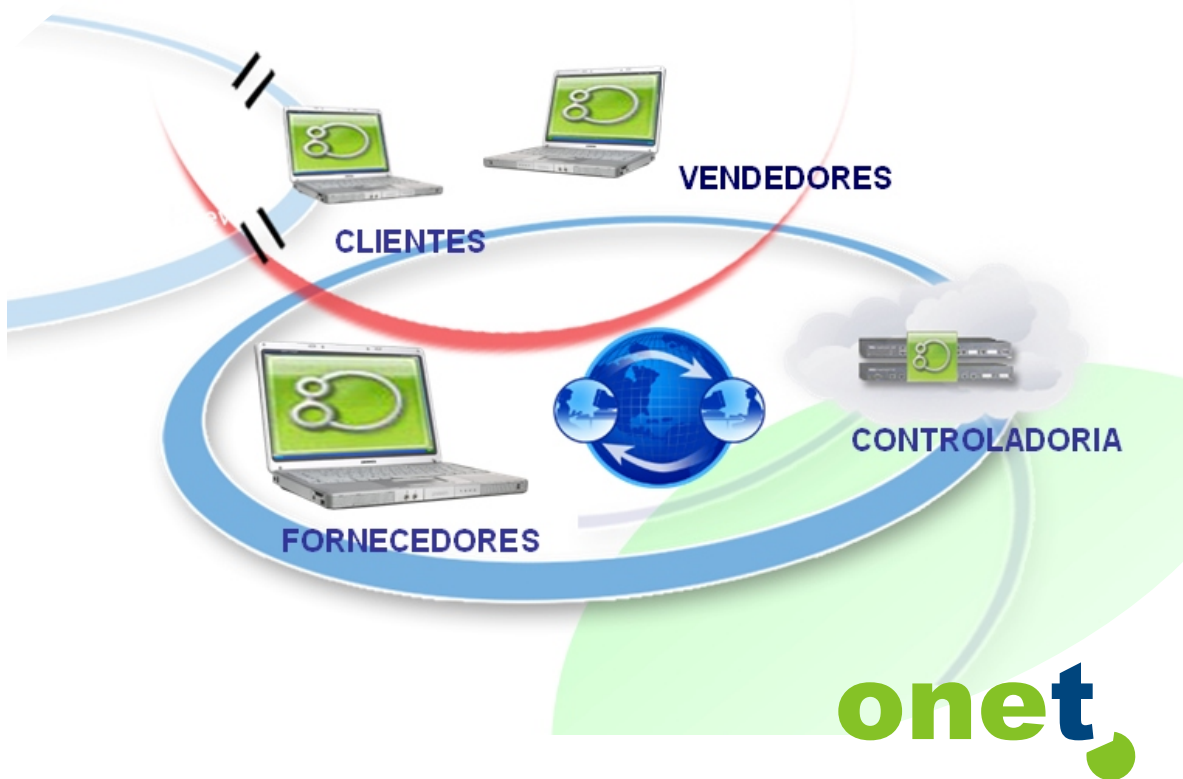 VENDEDORES
CLIENTES
CONTROLADORIA
FORNECEDORES
onet